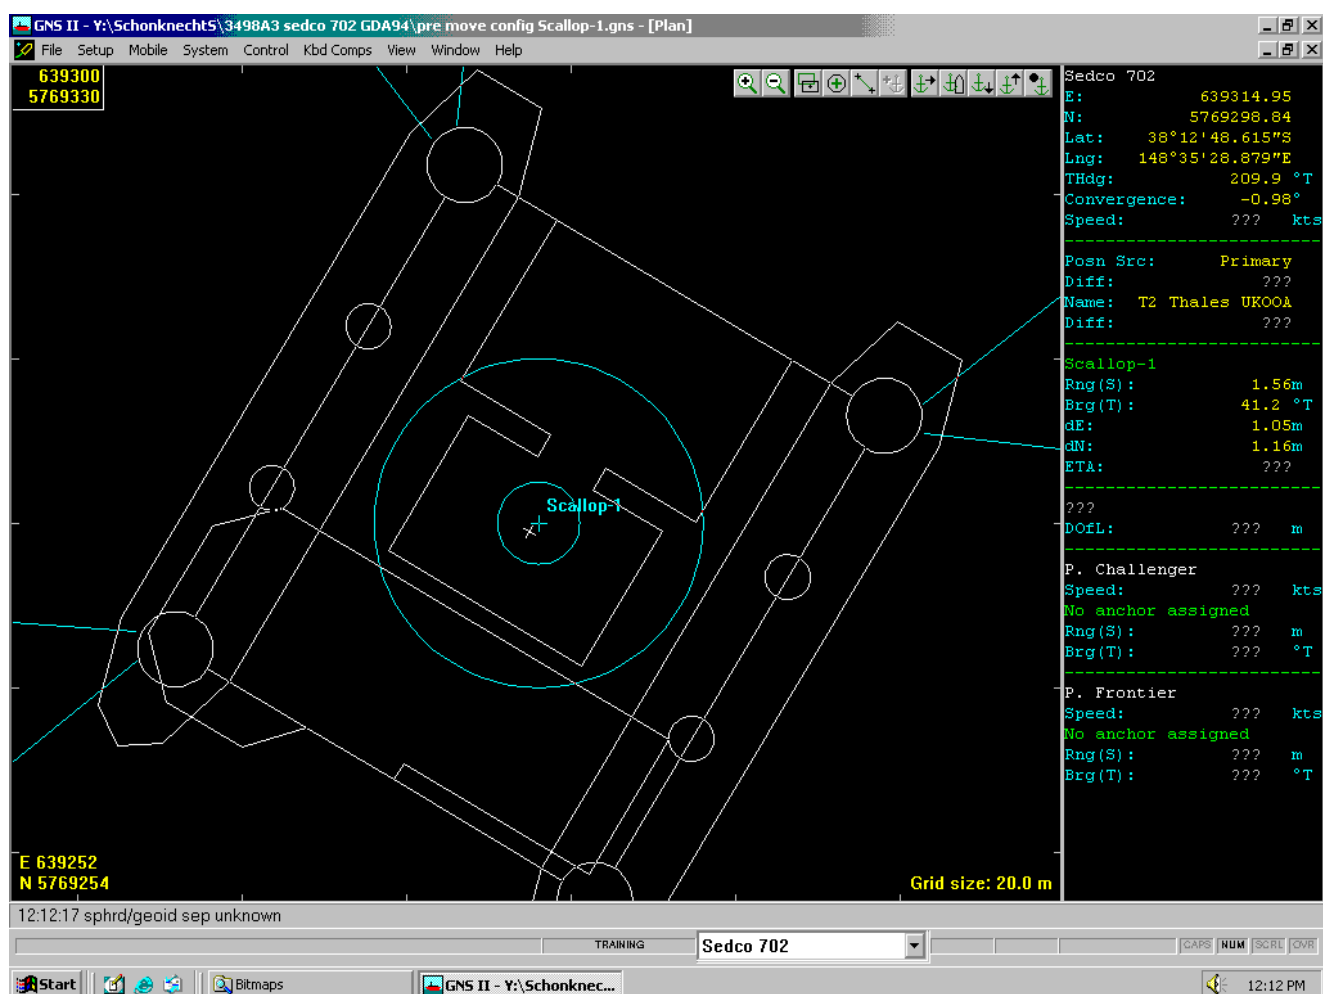 GNS II - Y:\SchonknechtS\3498A3 sedco 702 GDA94\pre move config Scallop-1.gns - [Plan]
File Setup Mobile System Control Kbd Comps View Window Help
639300
5769330
Scallop-1
E 639252
N 5769254
Grid size: 20.0 m
Sedco 702
E: 639314.95
N: 5769298.84
Lat: 38°12'48.615"S
Lng: 148°35'28.879"E
THdg: 209.9 °T
Convergence: -0.98°
Speed: ??? kts
Posn Src: Primary
Diff: ???
Name: T2 Thales UKOOA
Diff: ???
Scallop-1
Rng(S): 1.56m
Brg(T): 41.2 °T
dE: 1.05m
dN: 1.16m
ETA: ???
???
DOfL: ??? m
P. Challenger
Speed: ??? kts
No anchor assigned
Rng(S): ??? m
Brg(T): ??? °T
P. Frontier
Speed: ??? kts
No anchor assigned
Rng(S): ??? m
Brg(T): ??? °T
12:12:17 sphrd/geoid sep unknown
TRAINING Sedco 702 CAPS NUM SCRL OVR
Start Bitmaps GNS II - Y:\Schonknec... 12:12 PM